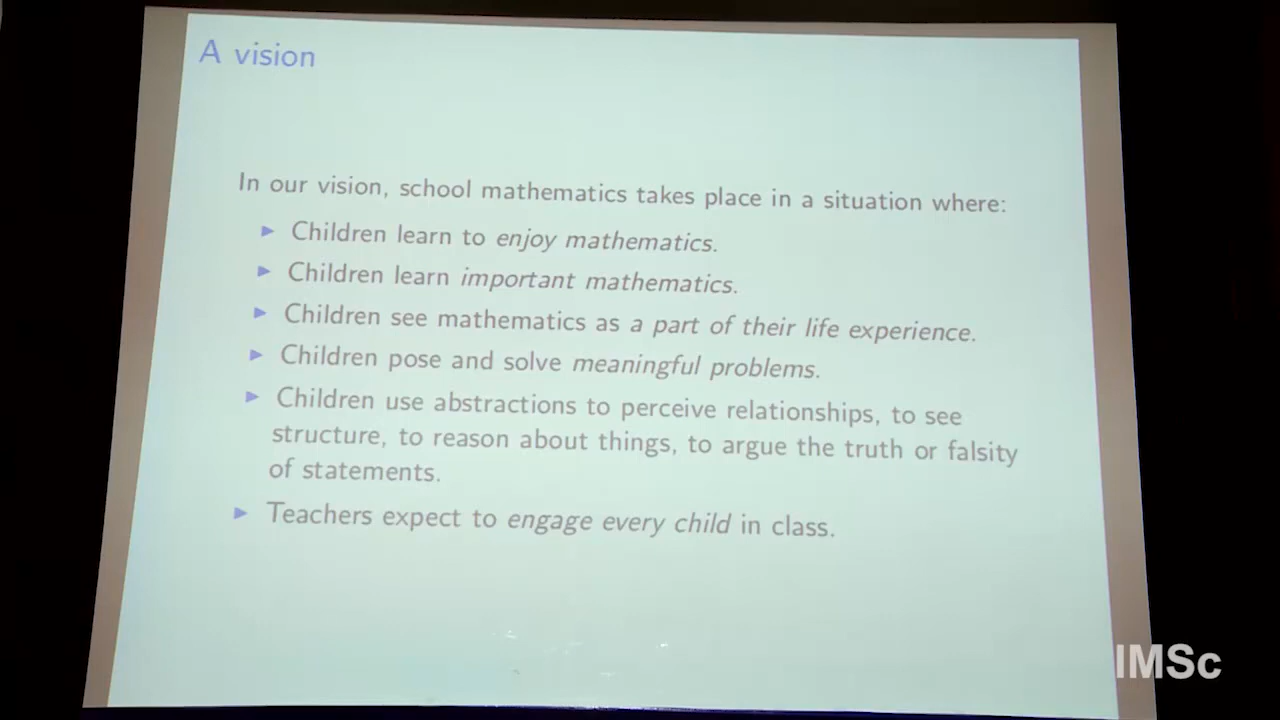 A vision
In our vision, school mathematics takes place in a situation where:
Children learn to enjoy mathematics.
Children learn important mathematics.
Children see mathematics as a part of their life experience.
Children pose and solve meaningful problems.
Children use abstractions to perceive relationships, to see
structure, to reason about things, to argue the truth or falsity
of statements.
Teachers expect to engage every child in class.
IMSc